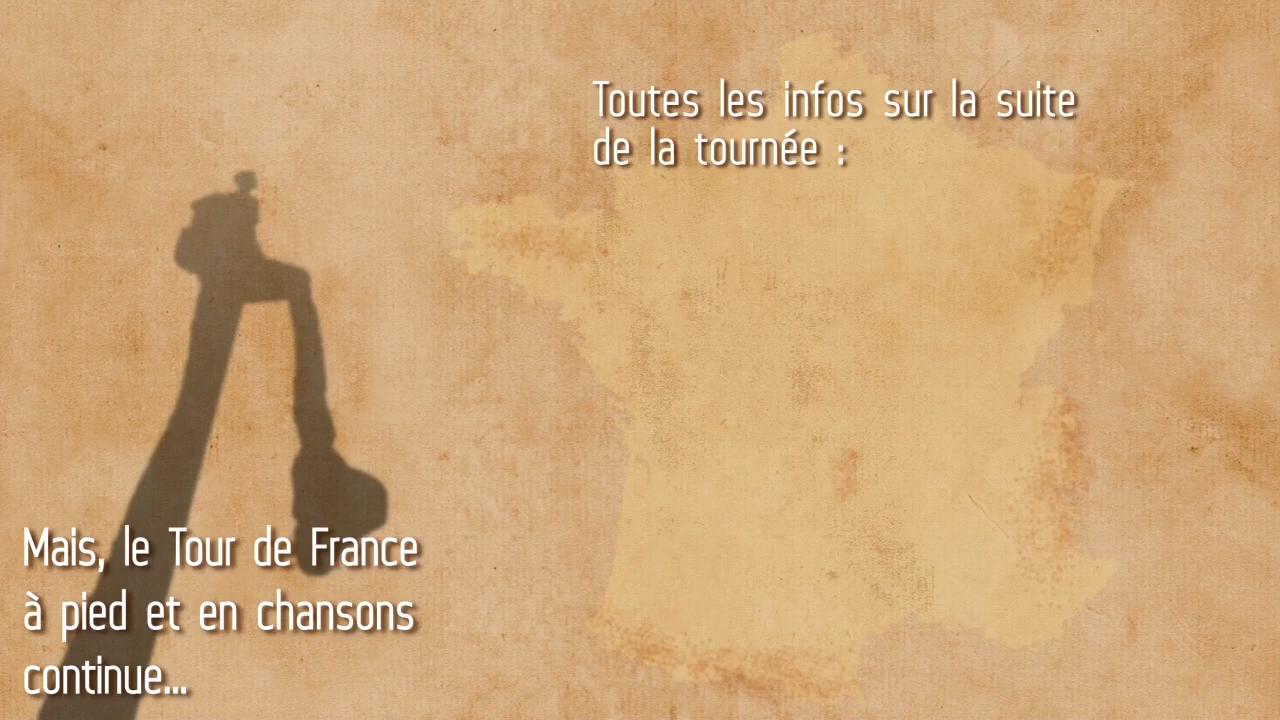 Toutes les infos sur la suite
de la tournée :
Mais, le Tour de France
à pied et en chansons
continue...